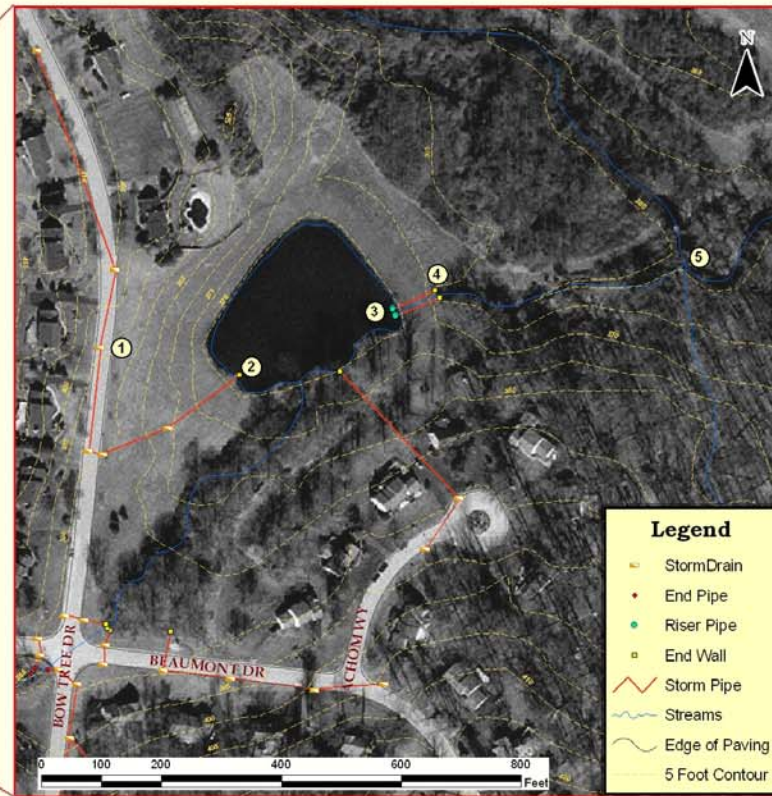 N
1
2
3
4
5
BOW TREE DR
BEAUMONT DR
ACHOM WY
0 100 200 400 600 800
Feet
Legend
StormDrain
End Pipe
Riser Pipe
End Wall
Storm Pipe
Streams
Edge of Paving
5 Foot Contour